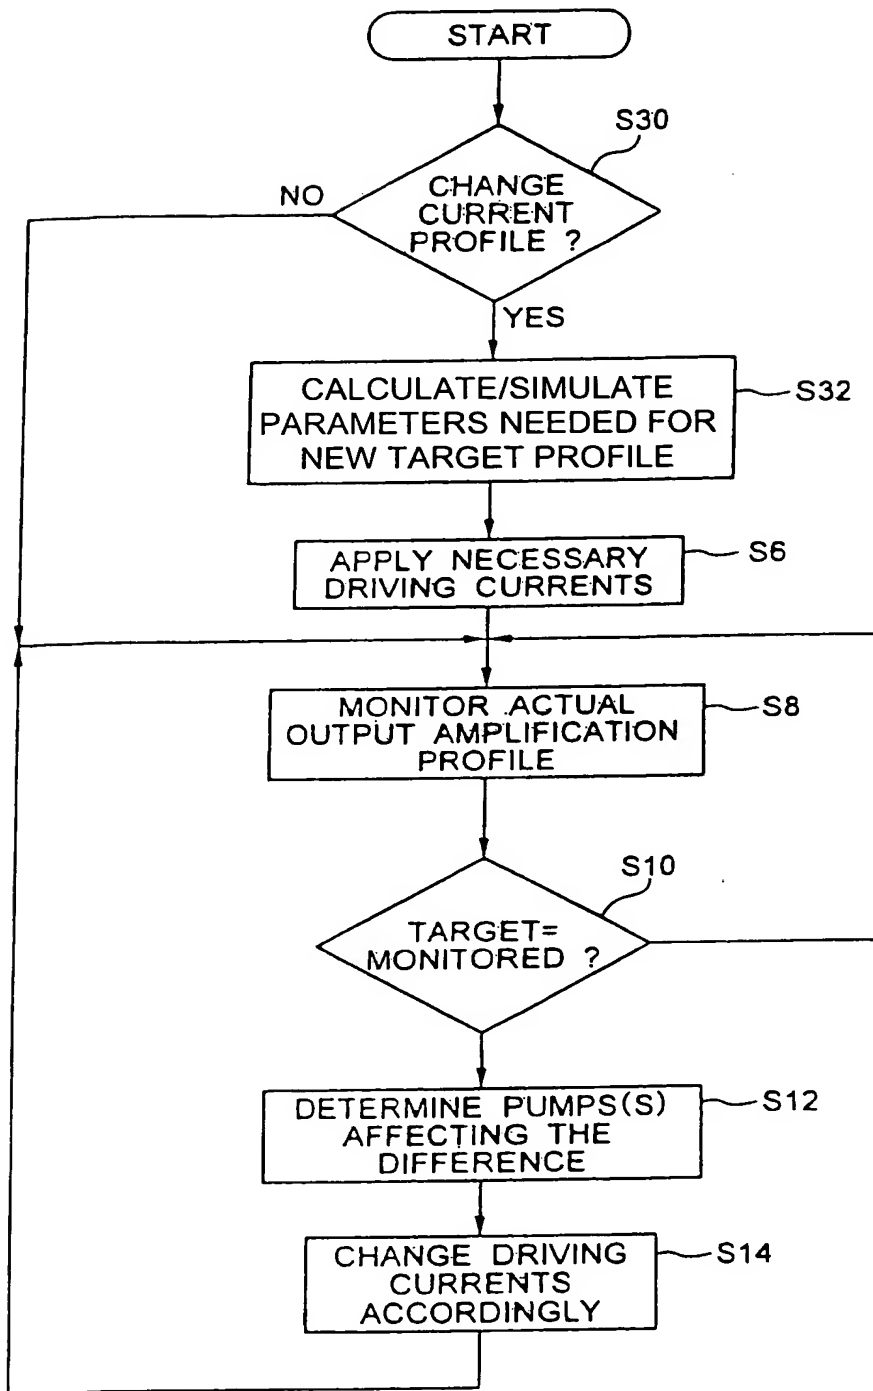 START
S30
NO
CHANGE
CURRENT
PROFILE ?
YES
CALCULATE/SIMULATE
PARAMETERS NEEDED FOR
NEW TARGET PROFILE
S32
APPLY NECESSARY
DRIVING CURRENTS
S6
MONITOR ACTUAL
OUTPUT AMPLIFICATION
PROFILE
S8
S10
TARGET=
MONITORED ?
DETERMINE PUMPS(S)
AFFECTING THE
DIFFERENCE
S12
CHANGE DRIVING
CURRENTS
ACCORDINGLY
S14